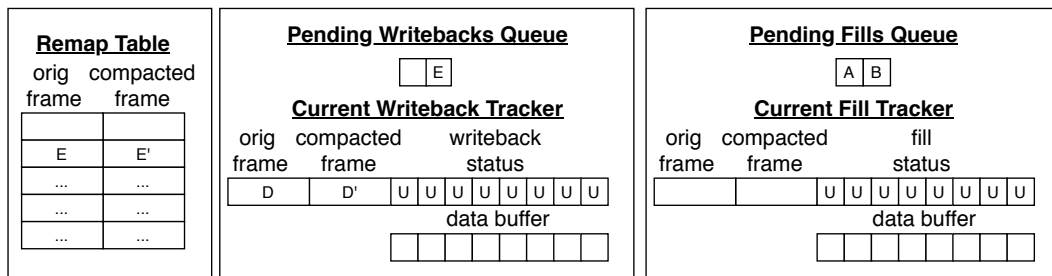 Remap Table
orig compacted
frame frame
E E'
... ...
... ...
... ...
Pending Writebacks Queue
E
Current Writeback Tracker
orig compacted writeback
frame frame status
D D' U U U U U U U U
data buffer
Pending Fills Queue
A B
Current Fill Tracker
orig compacted fill
frame frame status
U U U U U U U U
data buffer